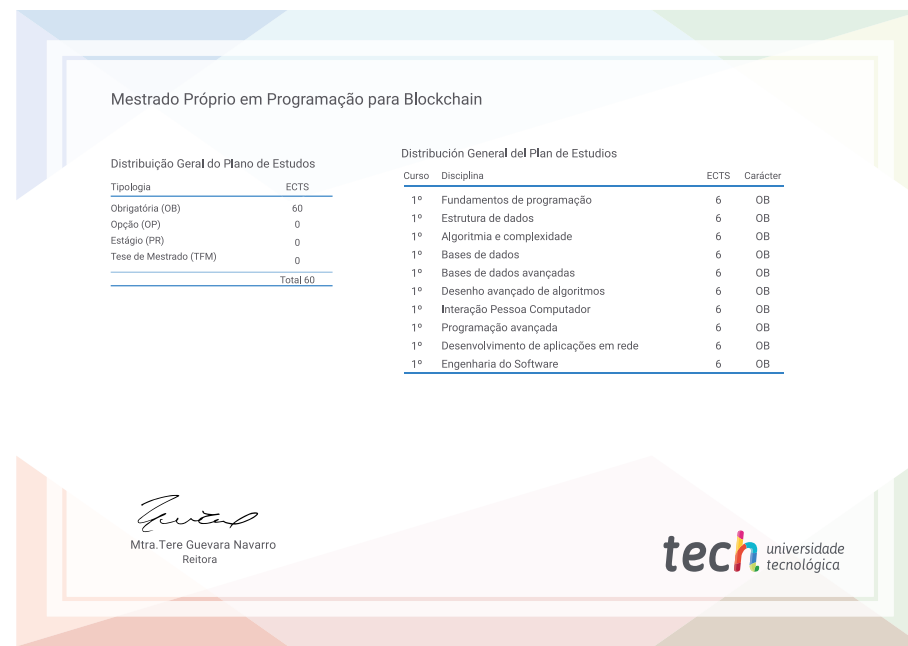 Mestrado Próprio em Programação para Blockchain
Distribuição Geral do Plano de Estudos
Tipologia ECTS
Obrigatória (OB) 60
Opção (OP) 0
Estágio (PR) 0
Tese de Mestrado (TFM) 0
Total 60
Distribución General del Plan de Estudios
Curso Disciplina ECTS Carácter
1º Fundamentos de programação 6 OB
1º Estrutura de dados 6 OB
1º Algoritmia e complexidade 6 OB
1º Bases de dados 6 OB
1º Bases de dados avançadas 6 OB
1º Desenho avançado de algoritmos 6 OB
1º Interação Pessoa Computador 6 OB
1º Programação avançada 6 OB
1º Desenvolvimento de aplicações em rede 6 OB
1º Engenharia do Software 6 OB
Mtra.Tere Guevara Navarro
Reitora
tech universidade
tecnológica